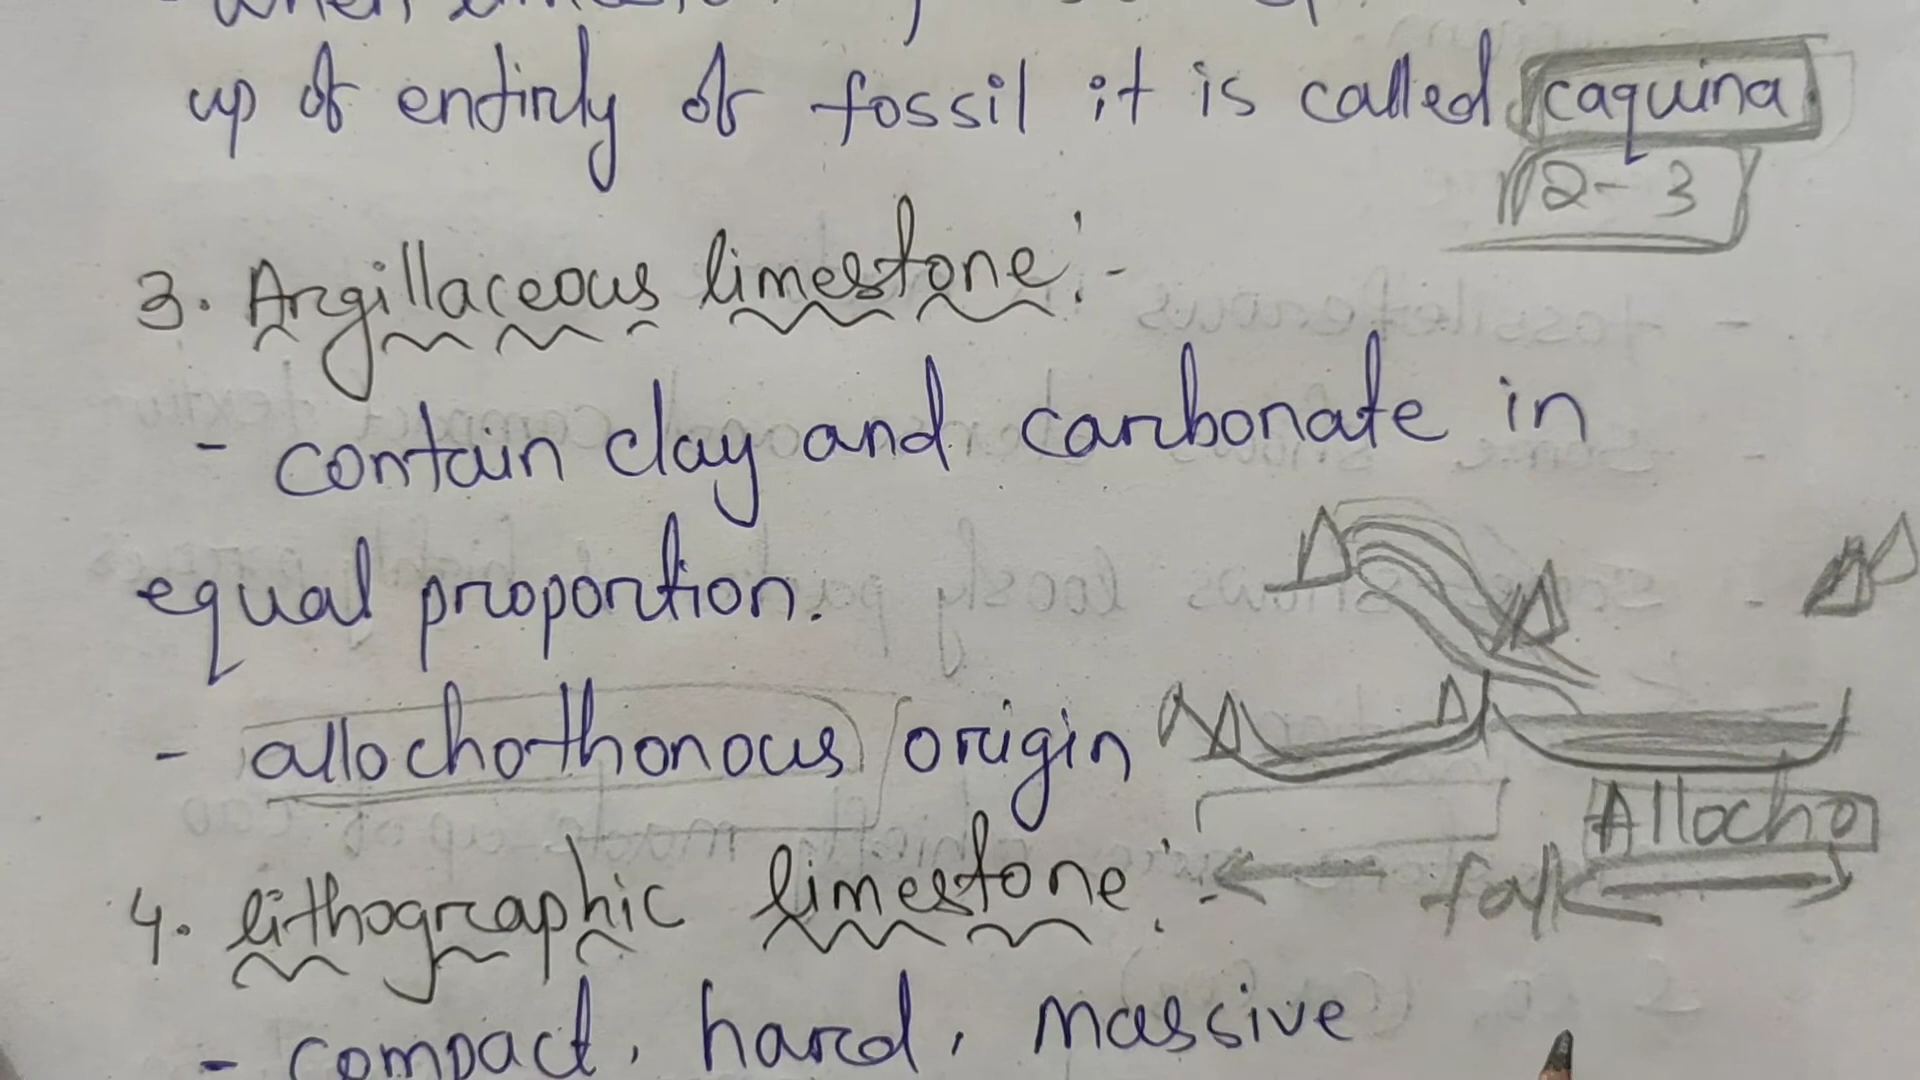 up of entirly of fossil it is called caquina
2-3
3. Argillaceous limestone:-
- contain clay and carbonate in
equal proportion.
- allochothonous origin
Allocho
4. lithographic limestone:-
- compact, hard, massive